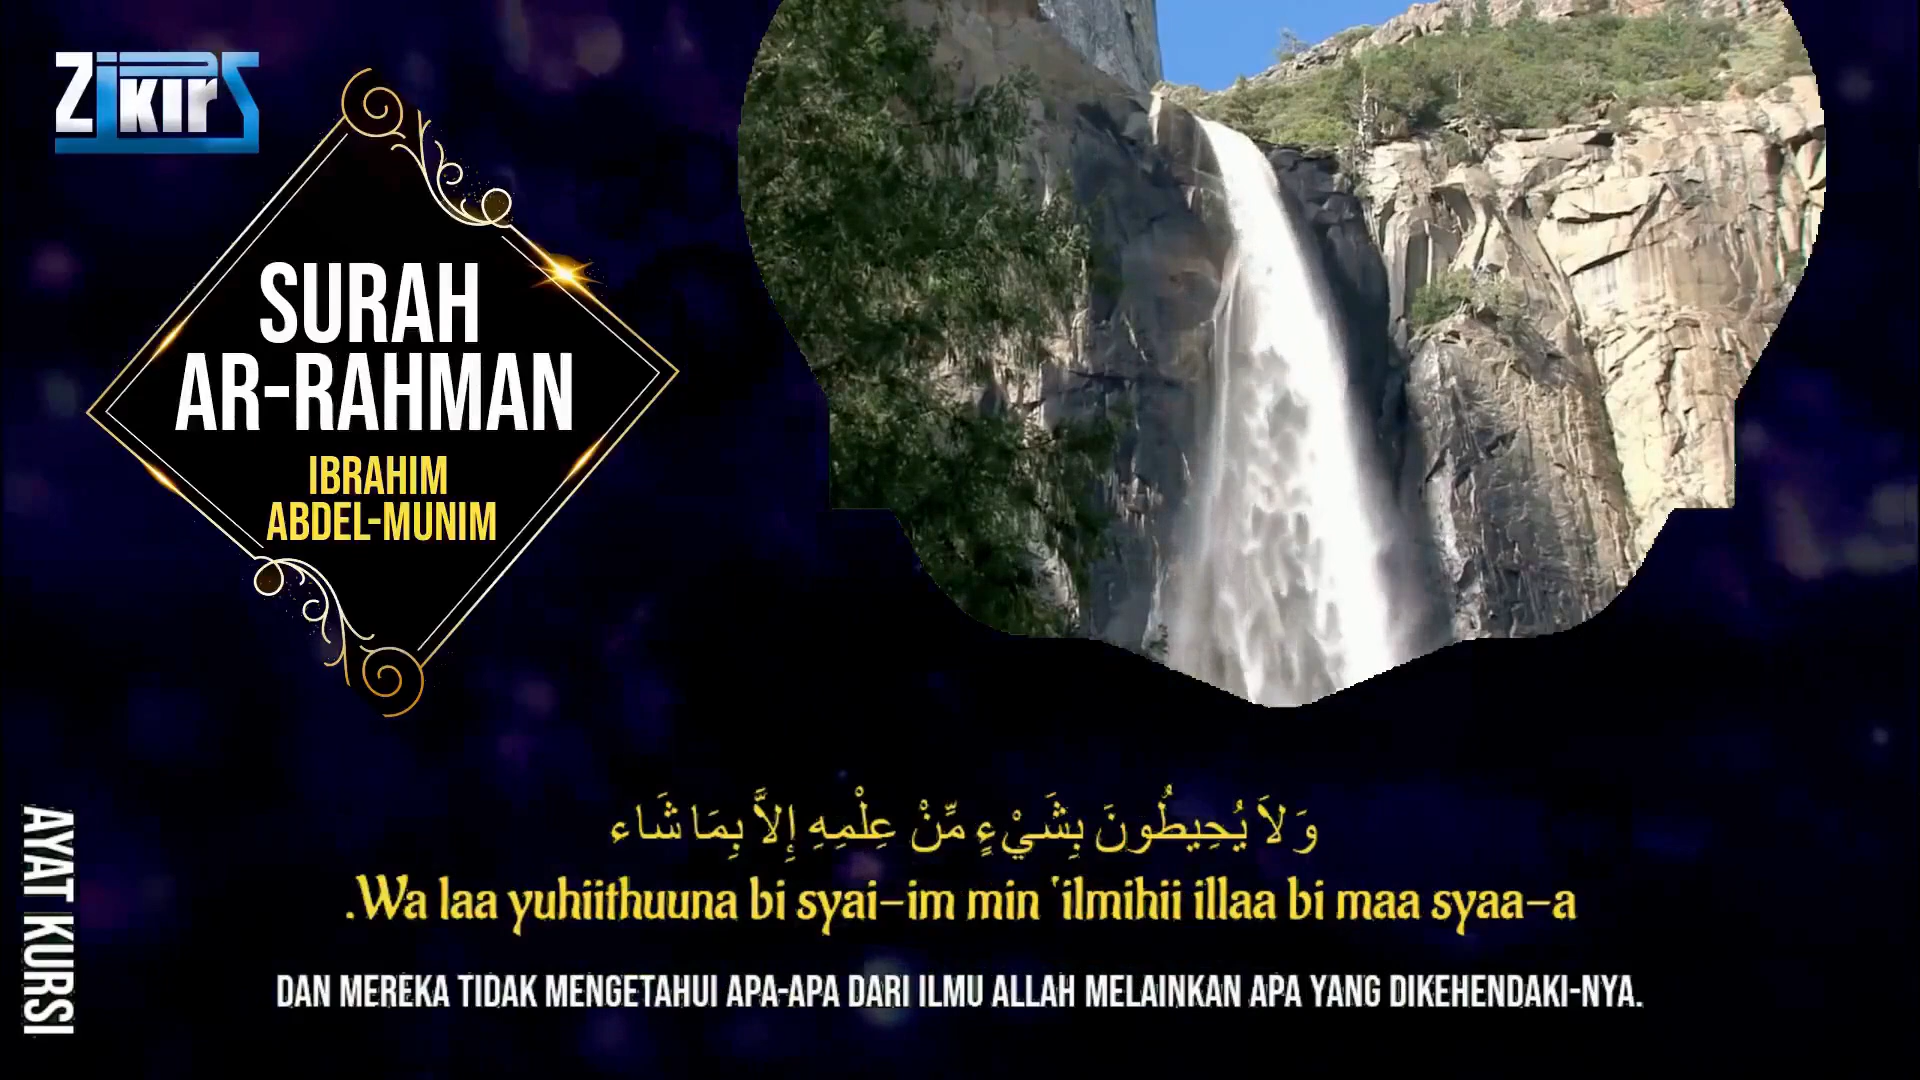 ZikirS
SURAH
AR-RAHMAN
IBRAHIM
ABDEL-MUNIM
وَلاَ يُحِيطُونَ بِشَيْءٍ مِّنْ عِلْمِهِ إِلاَّ بِمَا شَاء
.Wa laa yuhiithuuna bi syai-im min 'ilmihii illaa bi maa syaa-a
DAN MEREKA TIDAK MENGETAHUI APA-APA DARI ILMU ALLAH MELAINKAN APA YANG DIKEHENDAKI-NYA.
AYAT KURSI